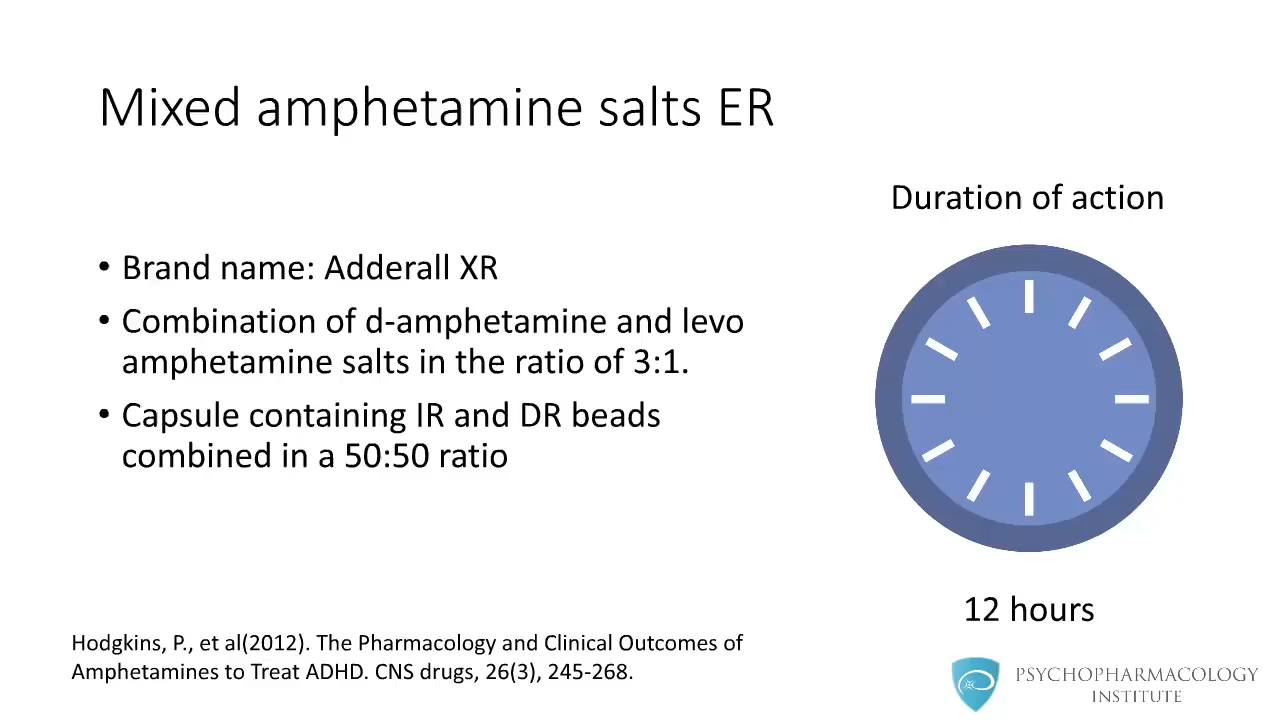 Mixed amphetamine salts ER
Duration of action
• Brand name: Adderall XR
• Combination of d-amphetamine and levo
amphetamine salts in the ratio of 3:1.
• Capsule containing IR and DR beads
combined in a 50:50 ratio
12 hours
Hodgkins, P., et al(2012). The Pharmacology and Clinical Outcomes of
Amphetamines to Treat ADHD. CNS drugs, 26(3), 245-268.
PSYCHOPHARMACOLOGY
INSTITUTE